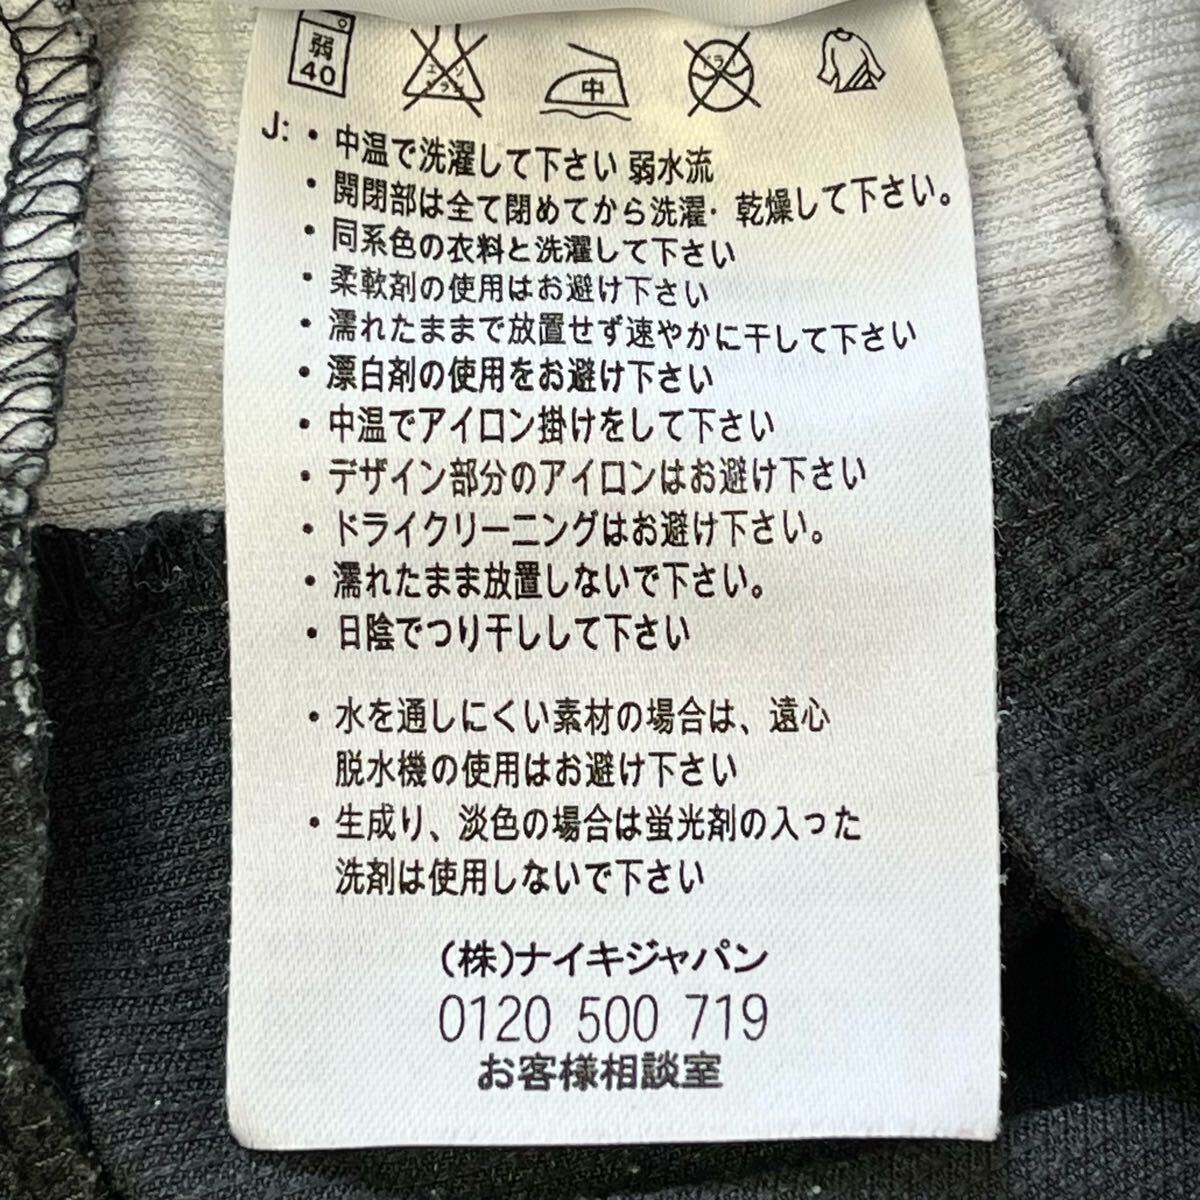 弱
40
エンソ
サラシ
中
ドライ
J: ・中温で洗濯して下さい 弱水流
・開閉部は全て閉めてから洗濯・乾燥して下さい。
・同系色の衣料と洗濯して下さい
・柔軟剤の使用はお避け下さい
・濡れたままで放置せず速やかに干して下さい
・漂白剤の使用をお避け下さい
・中温でアイロン掛けをして下さい
・デザイン部分のアイロンはお避け下さい
・ドライクリーニングはお避け下さい。
・濡れたまま放置しないで下さい。
・日陰でつり干しして下さい
・水を通しにくい素材の場合は、遠心
脱水機の使用はお避け下さい
・生成り、淡色の場合は蛍光剤の入った
洗剤は使用しないで下さい
(株)ナイキジャパン
0120 500 719
お客様相談室